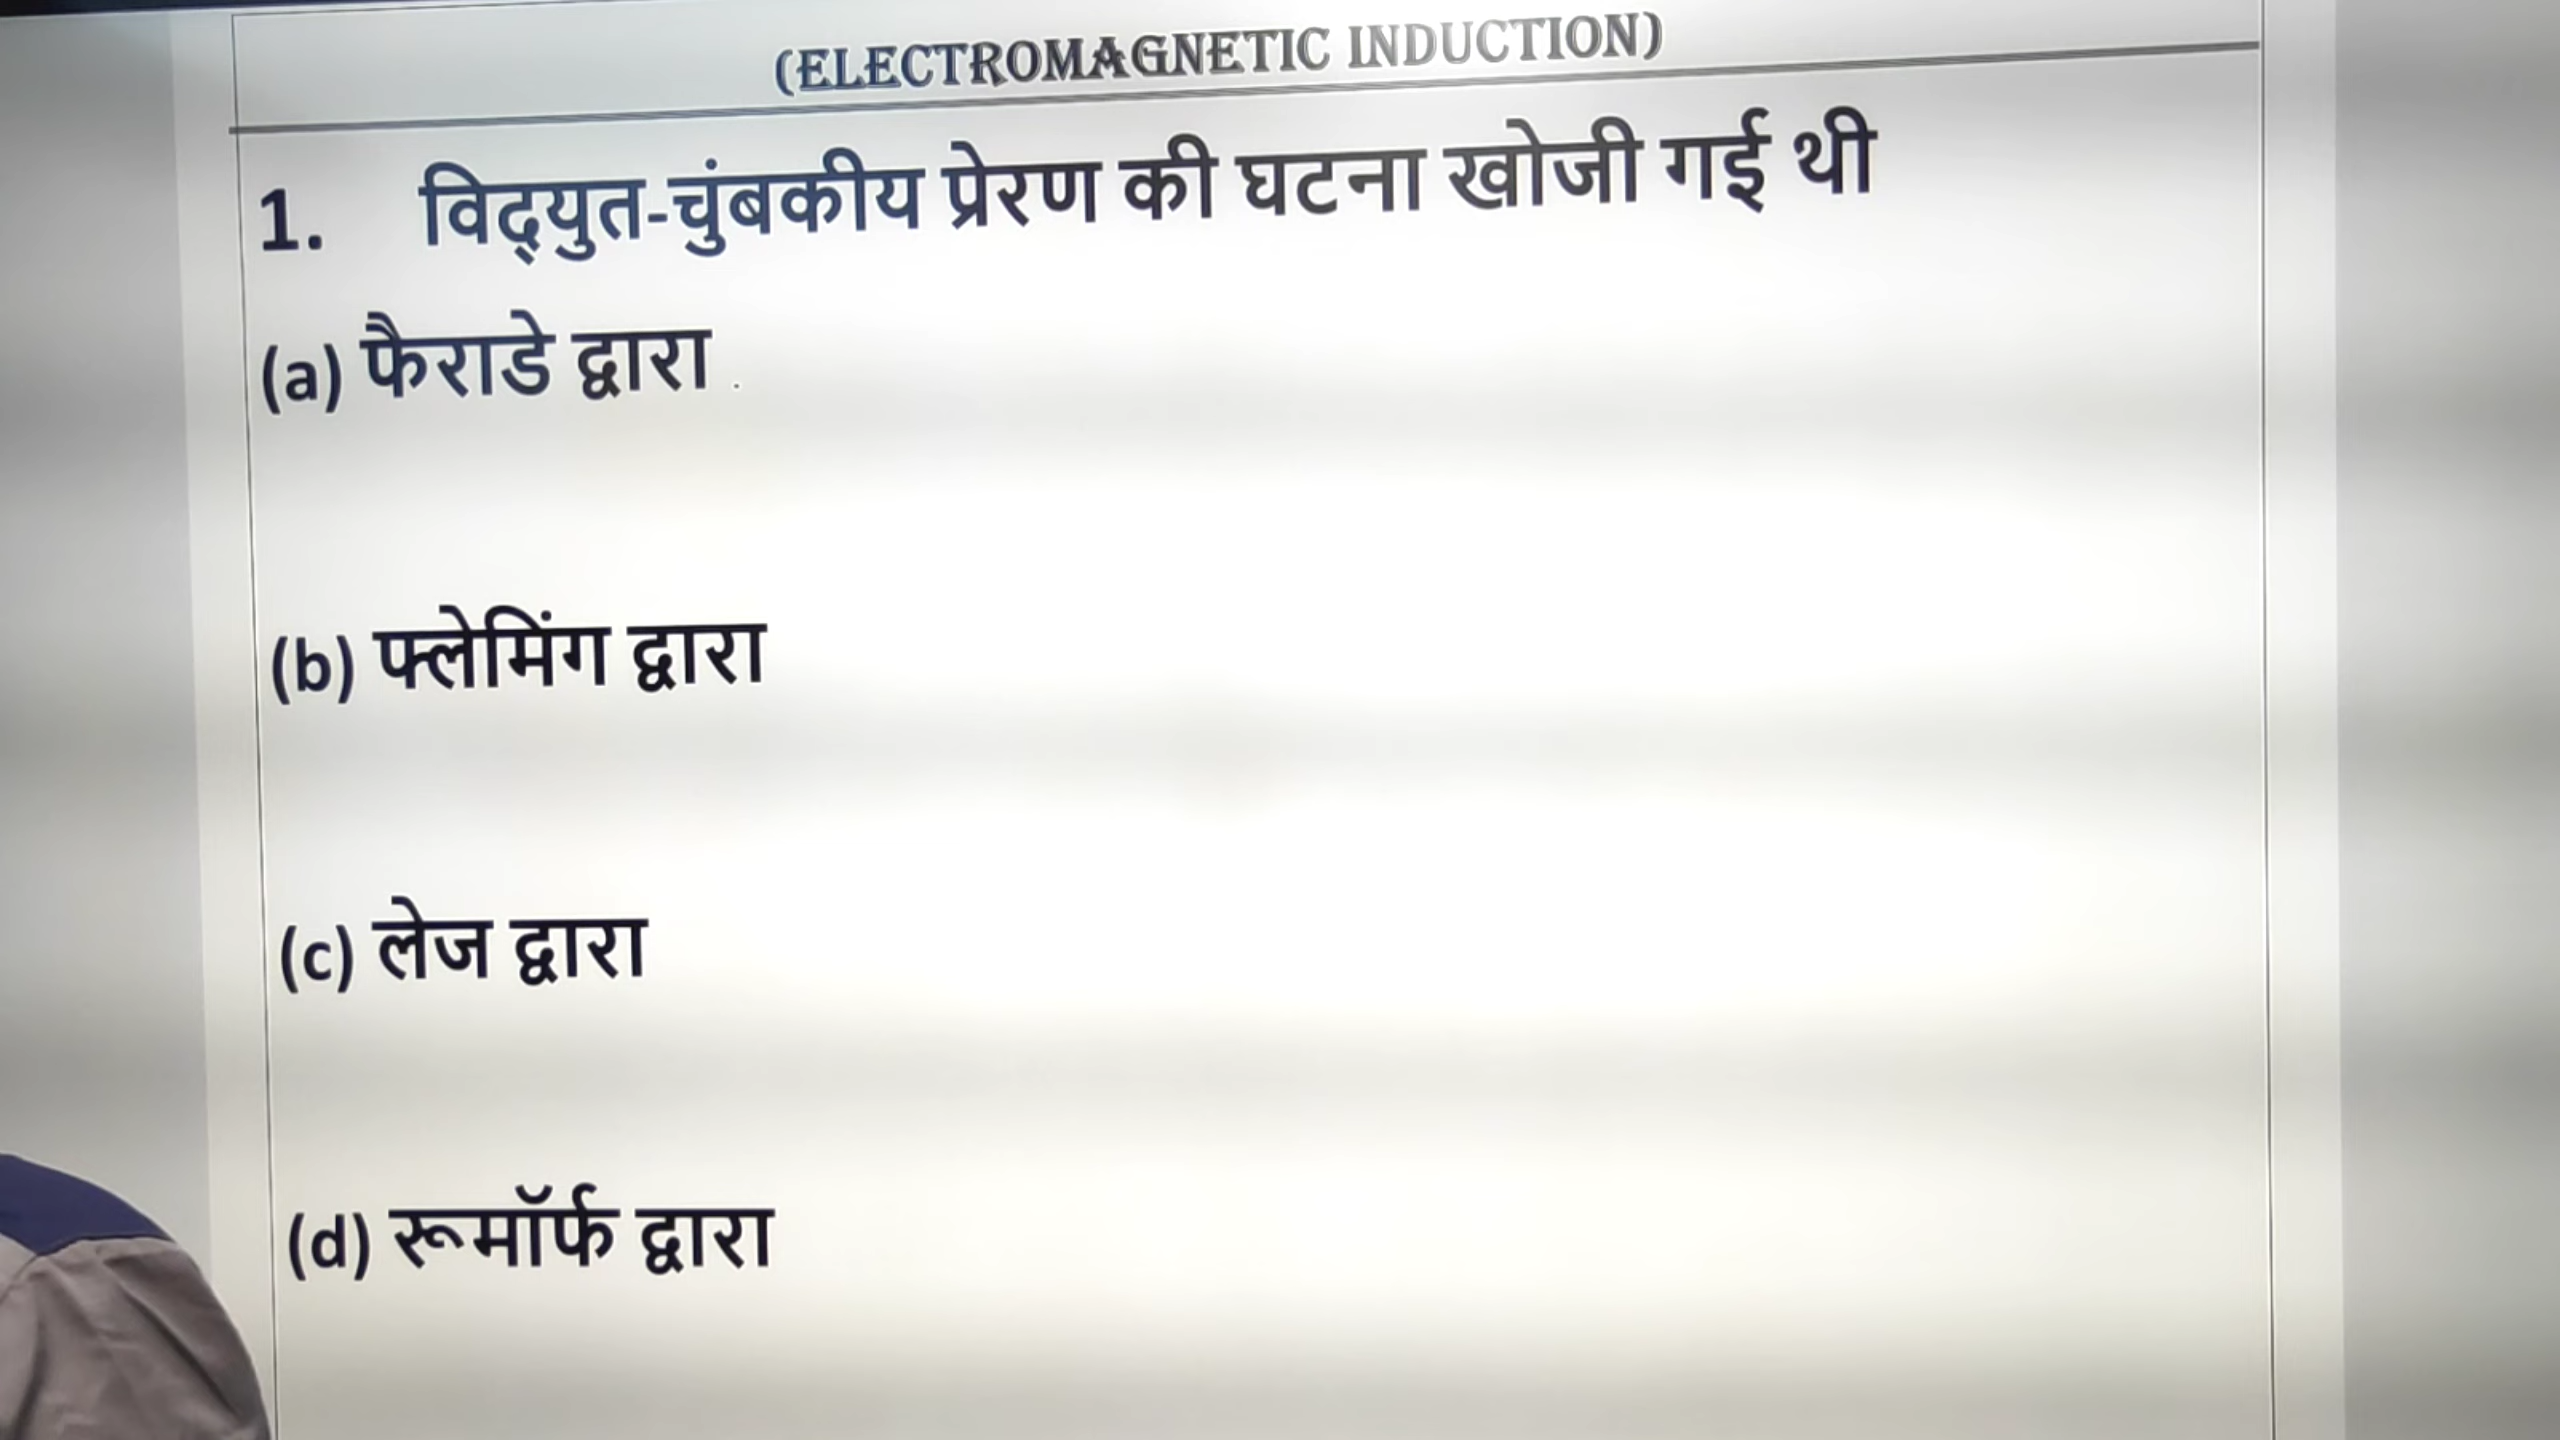 (ELECTROMAGNETIC INDUCTION)
1. विद्युत-चुंबकीय प्रेरण की घटना खोजी गई थी
(a) फैराडे द्वारा .
(b) फ्लेमिंग द्वारा
(c) लेज द्वारा
(d) रूमॉर्फ द्वारा